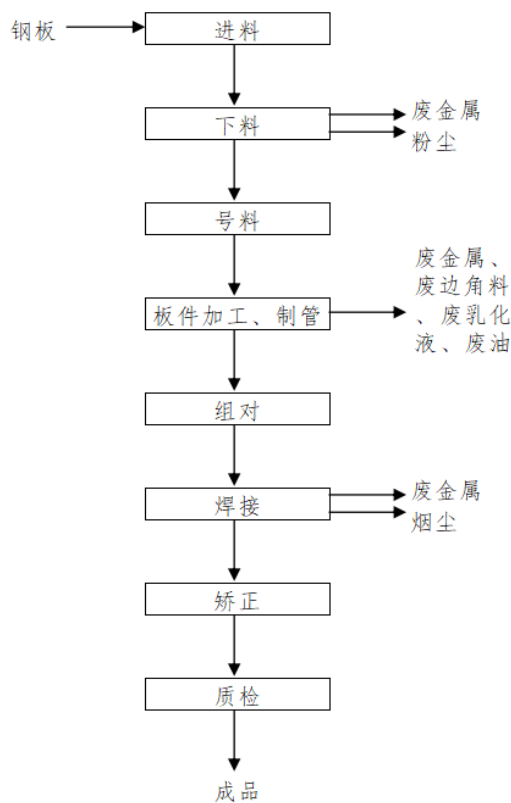 钢板
进料
下料
废金属
粉尘
号料
板件加工、制管
废金属、
废边角料
、废乳化
液、废油
组对
焊接
废金属
烟尘
矫正
质检
成品